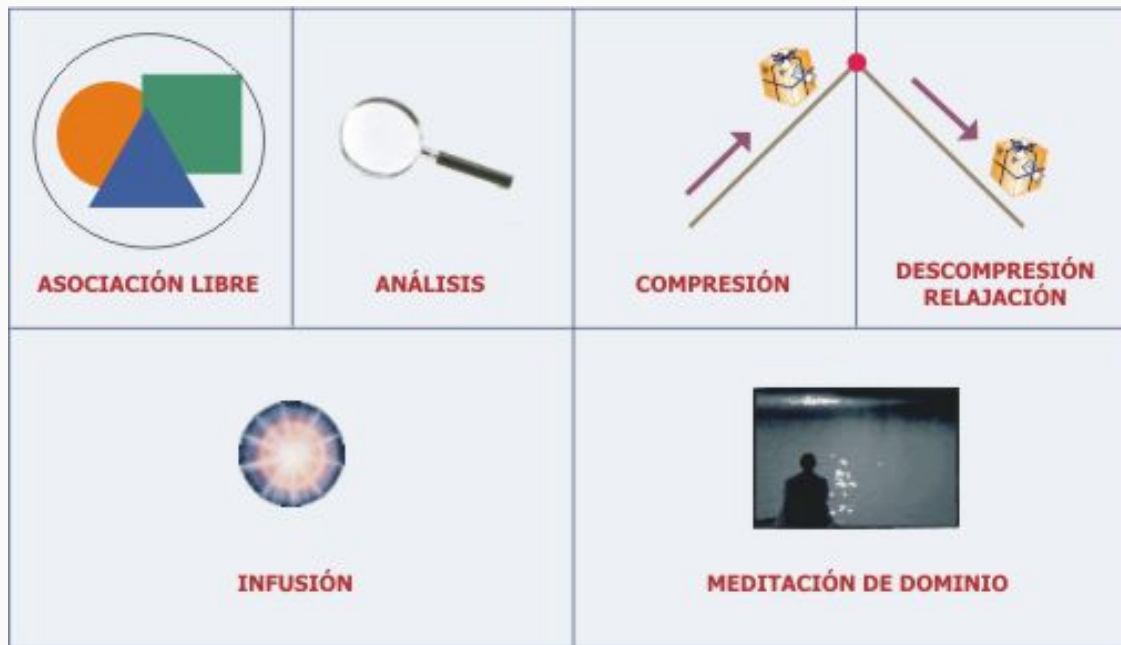 ASOCIACIÓN LIBRE
ANÁLISIS
COMPRESIÓN
DESCOMPRESIÓN
RELAJACIÓN
INFUSIÓN
MEDITACIÓN DE DOMINIO